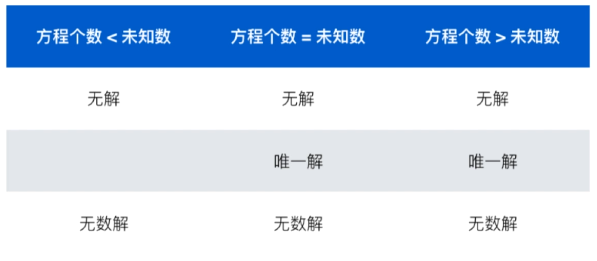 方程个数 < 未知数 方程个数 = 未知数 方程个数 > 未知数
无解 无解 无解
唯一解 唯一解
无数解 无数解 无数解